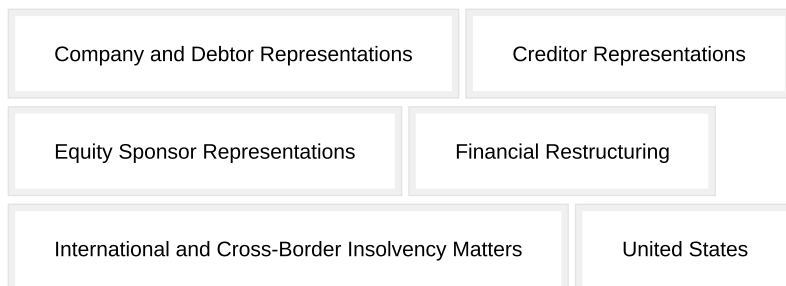 Company and Debtor Representations
Creditor Representations
Equity Sponsor Representations
Financial Restructuring
International and Cross-Border Insolvency Matters
United States